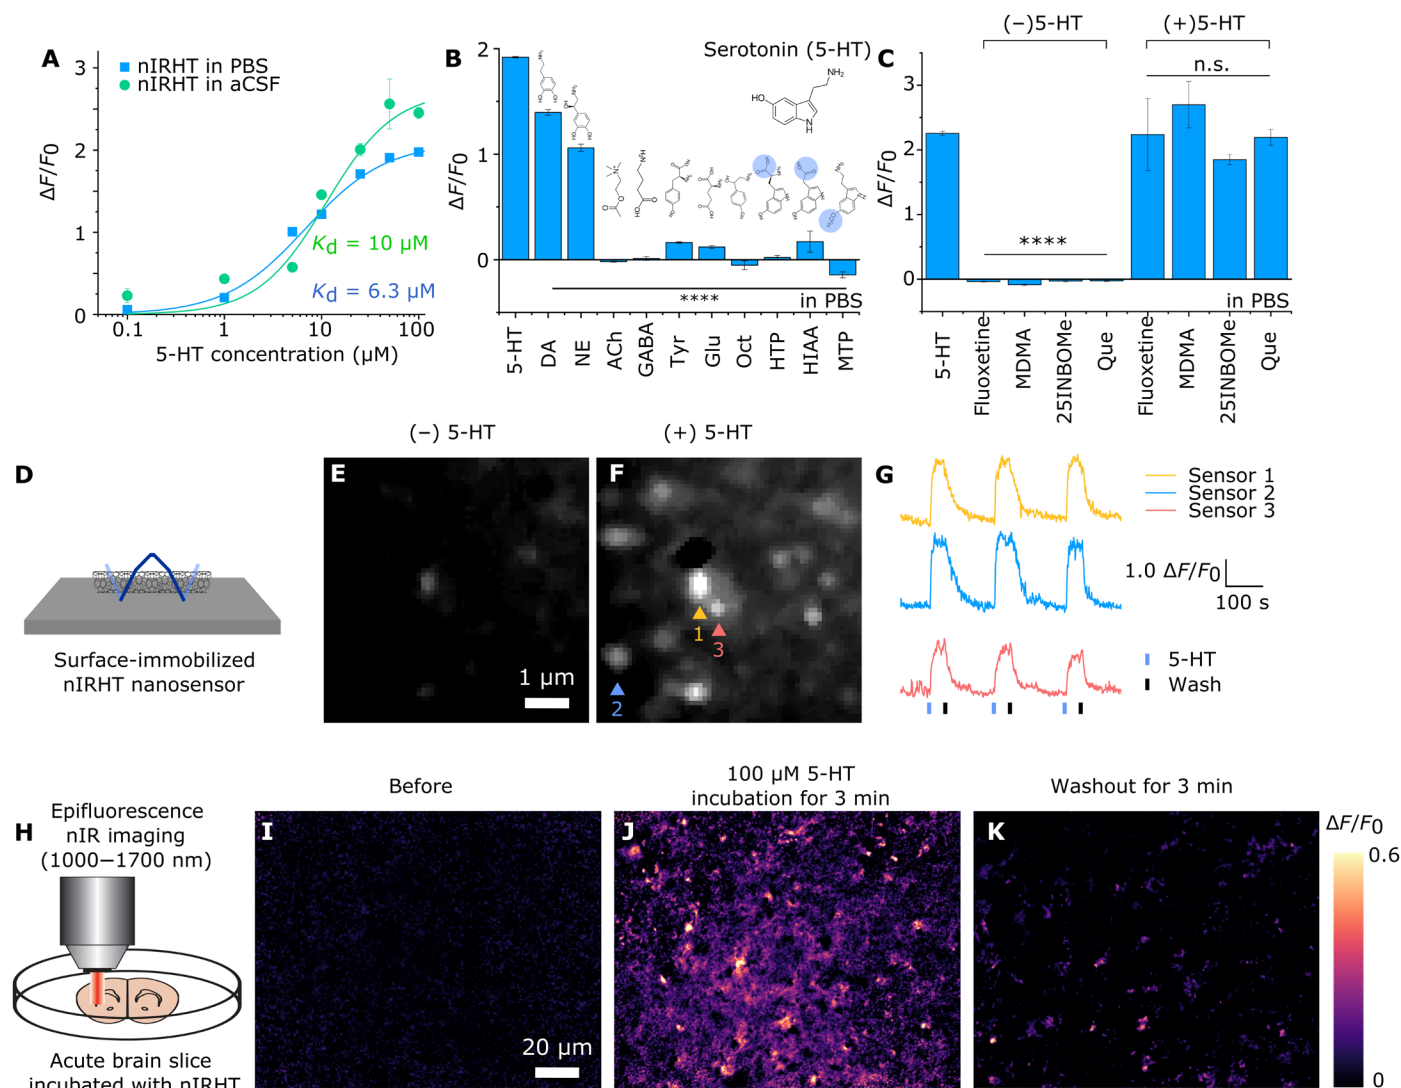 A
nIRHT in PBS
nIRHT in aCSF
ΔF/F0
3
2
1
0
Kd = 10 µM
Kd = 6.3 µM
0.1
1
10
100
5-HT concentration (µM)
B
ΔF/F0
2
1
0
Serotonin (5-HT)
NH2
HO
N
H
****
in PBS
5-HT
DA
NE
ACh
GABA
Tyr
Glu
Oct
HTP
HIAA
MTP
C
(−)5-HT
(+)5-HT
n.s.
ΔF/F0
3
2
1
0
****
in PBS
5-HT
Fluoxetine
MDMA
25INBOMe
Que
Fluoxetine
MDMA
25INBOMe
Que
D
Surface-immobilized
nIRHT nanosensor
(−) 5-HT
(+) 5-HT
E
1 µm
F
1
3
2
G
Sensor 1
Sensor 2
Sensor 3
1.0 ΔF/F0
100 s
5-HT
Wash
H
Epifluorescence
nIR imaging
(1000−1700 nm)
Acute brain slice
incubated with nIRHT
Before
I
20 µm
100 µM 5-HT
incubation for 3 min
J
Washout for 3 min
K
ΔF/F0
0.6
0